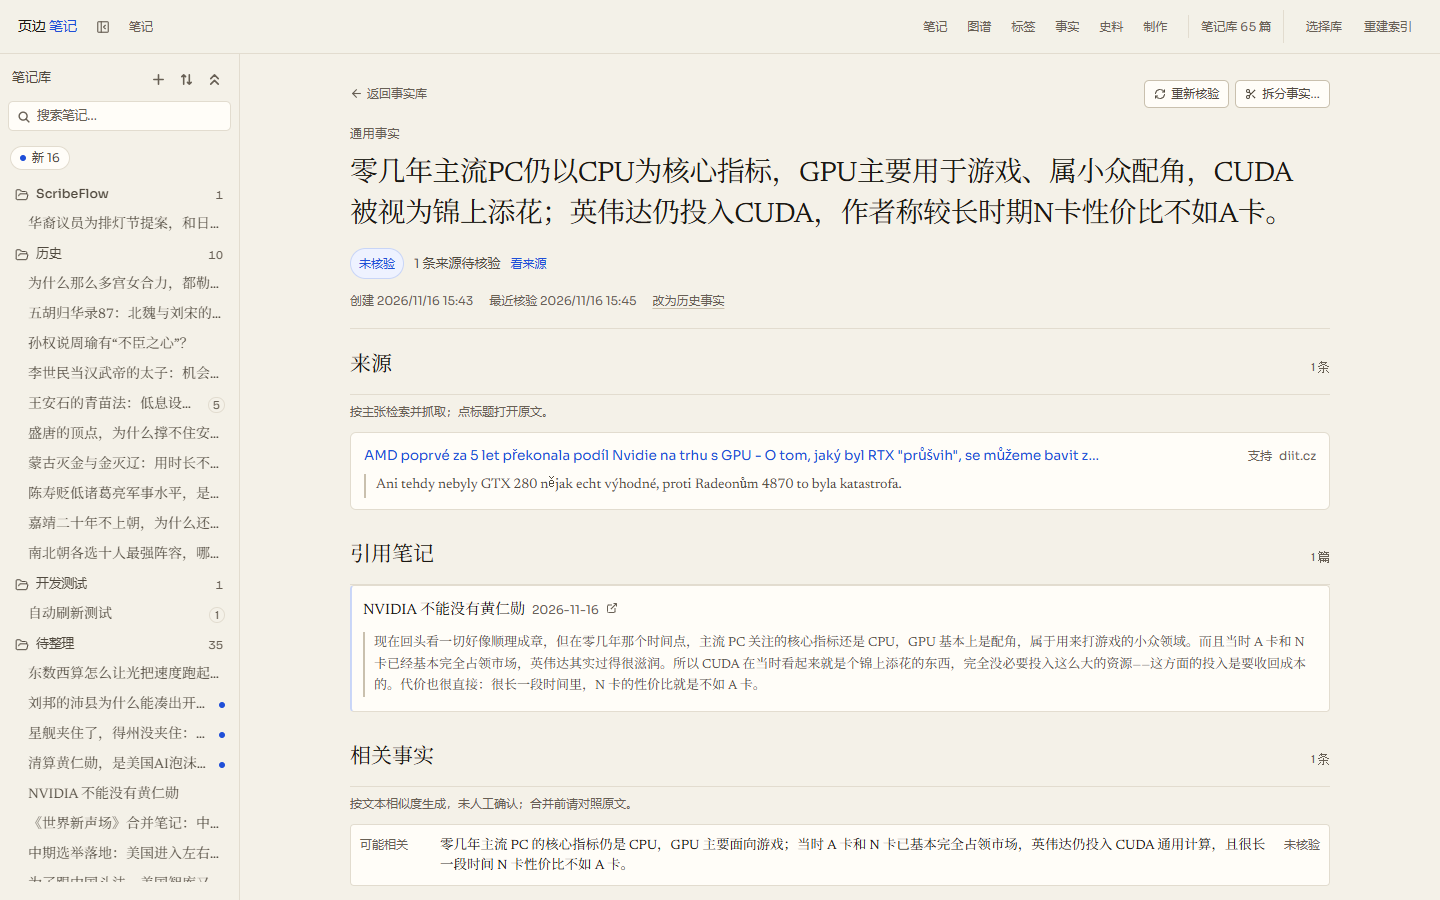 页边 笔记
笔记
笔记 图谱 标签 事实 史料 制作 笔记库 65 篇 选择库 重建索引
笔记库
搜索笔记...
新 16
ScribeFlow 1
华裔议员为排灯节提案，和日...
历史 10
为什么那么多宫女合力，都勒...
五胡归华录87：北魏与刘宋的...
孙权说周瑜有“不臣之心”？
李世民当汉武帝的太子：机会...
王安石的青苗法：低息设... 5
盛唐的顶点，为什么撑不住安...
蒙古灭金与金灭辽：用时长不...
陈寿贬低诸葛亮军事水平，是...
嘉靖二十年不上朝，为什么还...
南北朝各选十人最强阵容，哪...
开发测试 1
自动刷新测试 1
待整理 35
东数西算怎么让光把速度跑起...
刘邦的沛县为什么能凑出开...
星舰夹住了，得州没夹住：...
清算黄仁勋，是美国AI泡沫...
NVIDIA 不能没有黄仁勋
《世界新声场》合并笔记：中...
中期选举落地：美国进入左右...
返回事实库
重新核验
拆分事实...
通用事实
零几年主流PC仍以CPU为核心指标，GPU主要用于游戏、属小众配角，CUDA
被视为锦上添花；英伟达仍投入CUDA，作者称较长时期N卡性价比不如A卡。
未核验 1 条来源待核验 看来源
创建 2026/11/16 15:43 最近核验 2026/11/16 15:45 改为历史事实
来源 1 条
按主张检索并抓取；点标题打开原文。
AMD poprvé za 5 let překonala podíl Nvidie na trhu s GPU - O tom, jaký byl RTX "průšvih", se můžeme bavit z... 支持 diit.cz
Ani tehdy nebyly GTX 280 nějak echt výhodné, proti Radeonům 4870 to byla katastrofa.
引用笔记 1 篇
NVIDIA 不能没有黄仁勋 2026-11-16
现在回头看一切好像顺理成章，但在零几年那个时间点，主流 PC 关注的核心指标还是 CPU，GPU 基本上是配角，属于用来打游戏的小众领域。而且当时 A 卡和 N
卡已经基本完全占领市场，英伟达其实过得很滋润。所以 CUDA 在当时看起来就是个锦上添花的东西，完全没必要投入这么大的资源——这方面的投入是要收回成本
的。代价也很直接：很长一段时间里，N 卡的性价比就是不如 A 卡。
相关事实 1 条
按文本相似度生成，未人工确认；合并前请对照原文。
可能相关 零几年主流 PC 的核心指标仍是 CPU，GPU 主要面向游戏；当时 A 卡和 N 卡已基本完全占领市场，英伟达仍投入 CUDA 通用计算，且很长 未核验
一段时间 N 卡性价比不如 A 卡。